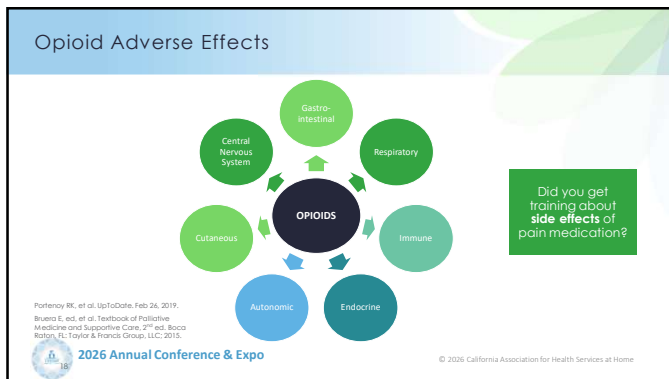 Opioid Adverse Effects
Gastro-
intestinal
Central
Nervous
System
Respiratory
OPIOIDS
Cutaneous
Immune
Autonomic
Endocrine
Did you get
training about
side effects of
pain medication?
Portenoy RK, et al. UpToDate. Feb 26, 2019.
Bruera E, ed, et al. Textbook of Palliative
Medicine and Supportive Care, 2nd ed. Boca
Raton, FL: Taylor & Francis Group, LLC; 2015.
18
2026 Annual Conference & Expo
© 2026 California Association for Health Services at Home